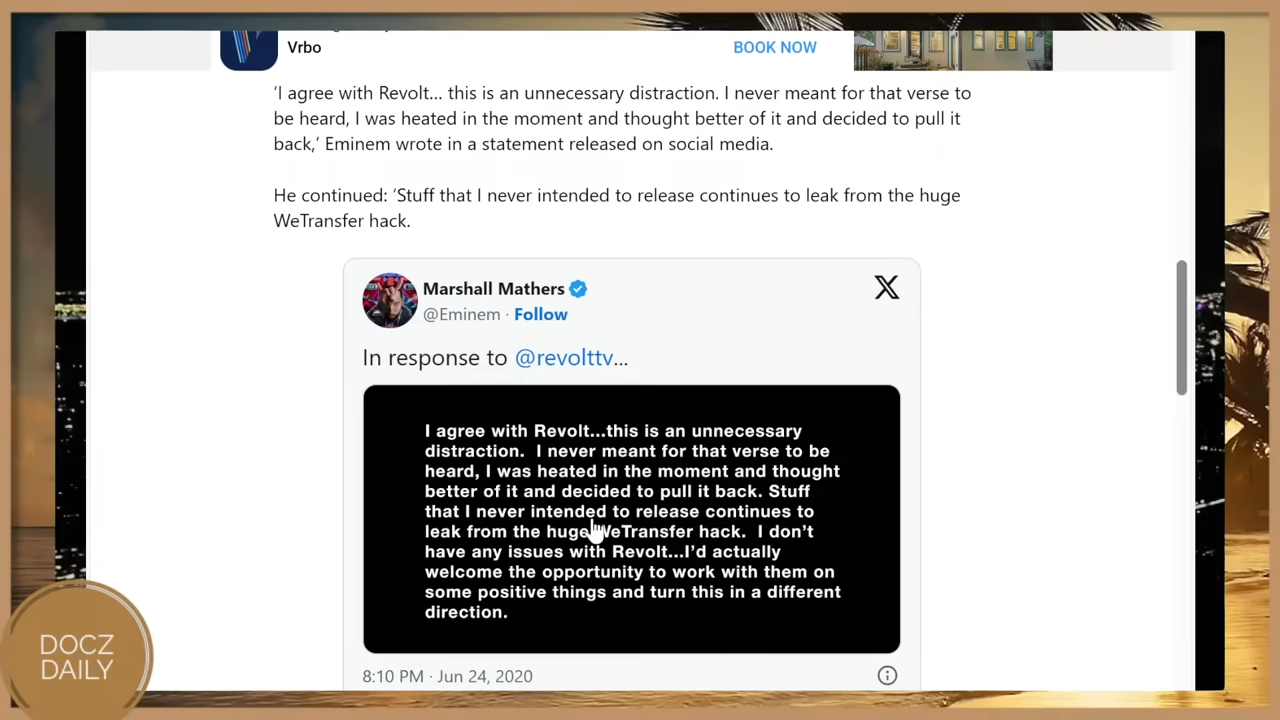 Vrbo
BOOK NOW
‘I agree with Revolt... this is an unnecessary distraction. I never meant for that verse to
be heard, I was heated in the moment and thought better of it and decided to pull it
back,’ Eminem wrote in a statement released on social media.
He continued: ‘Stuff that I never intended to release continues to leak from the huge
WeTransfer hack.
Marshall Mathers
@Eminem · Follow
X
In response to @revolttv...
I agree with Revolt...this is an unnecessary
distraction. I never meant for that verse to be
heard, I was heated in the moment and thought
better of it and decided to pull it back. Stuff
that I never intended to release continues to
leak from the huge WeTransfer hack. I don’t
have any issues with Revolt...I’d actually
welcome the opportunity to work with them on
some positive things and turn this in a different
direction.
8:10 PM · Jun 24, 2020
DOCZ
DAILY